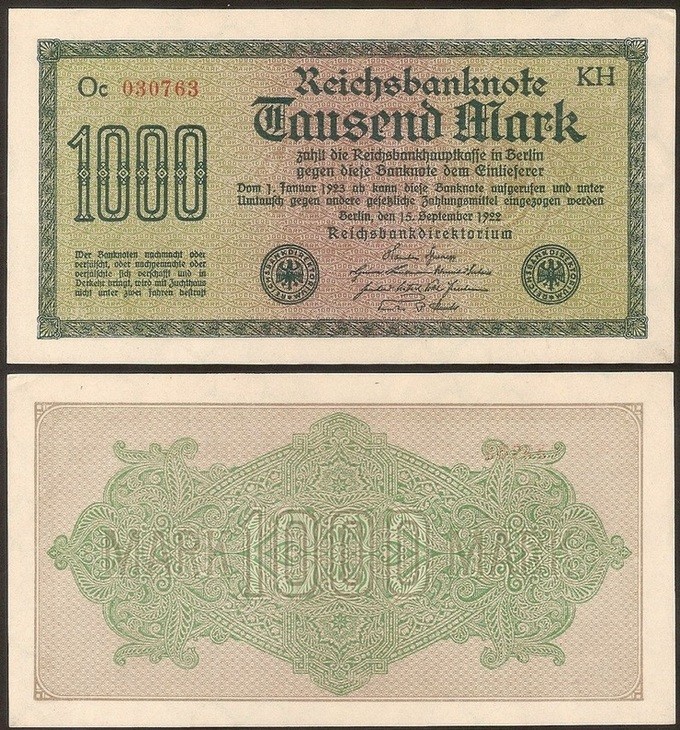 Oc 030763
Reichsbanknote
KH
Tausend Mark
1000
zahlt die Reichsbankhauptkasse in Berlin
gegen diese Banknote dem Einlieferer
Vom 1. Januar 1923 ab kann diese Banknote aufgerufen und unter
Umtausch gegen andere gesetzliche Zahlungsmittel eingezogen werden
Berlin, den 15. September 1922
Reichsbankdirektorium
Wer Banknoten nachmacht oder
verfälscht, oder nachgemachte oder
verfälschte sich verschafft und in
Verkehr bringt, wird mit Zuchthaus
nicht unter zwei Jahren bestraft
REICHSBANKDIREKTORIUM
REICHSBANKDIREKTORIUM
MARK 1000 MARK